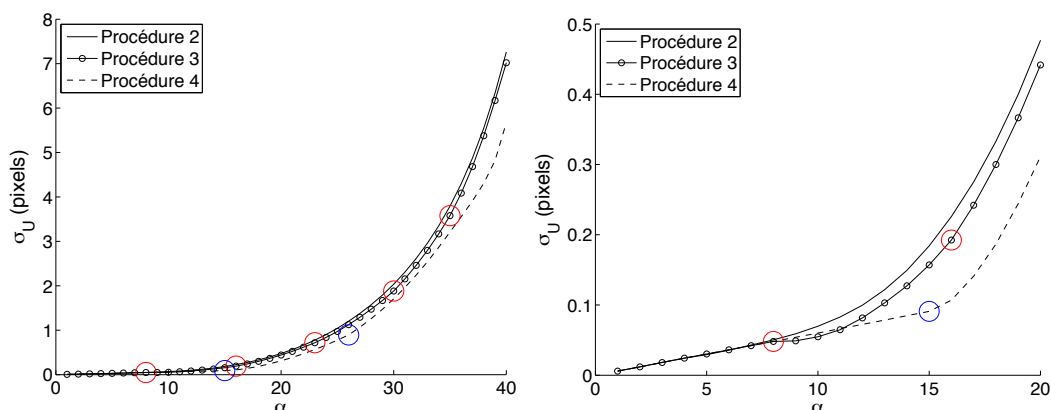 8
7
6
5
4
3
2
1
0
σU (pixels)
Procédure 2
Procédure 3
Procédure 4
0 10 20 30 40
α
0.5
0.4
0.3
0.2
0.1
0
σU (pixels)
Procédure 2
Procédure 3
Procédure 4
0 5 10 15 20
α